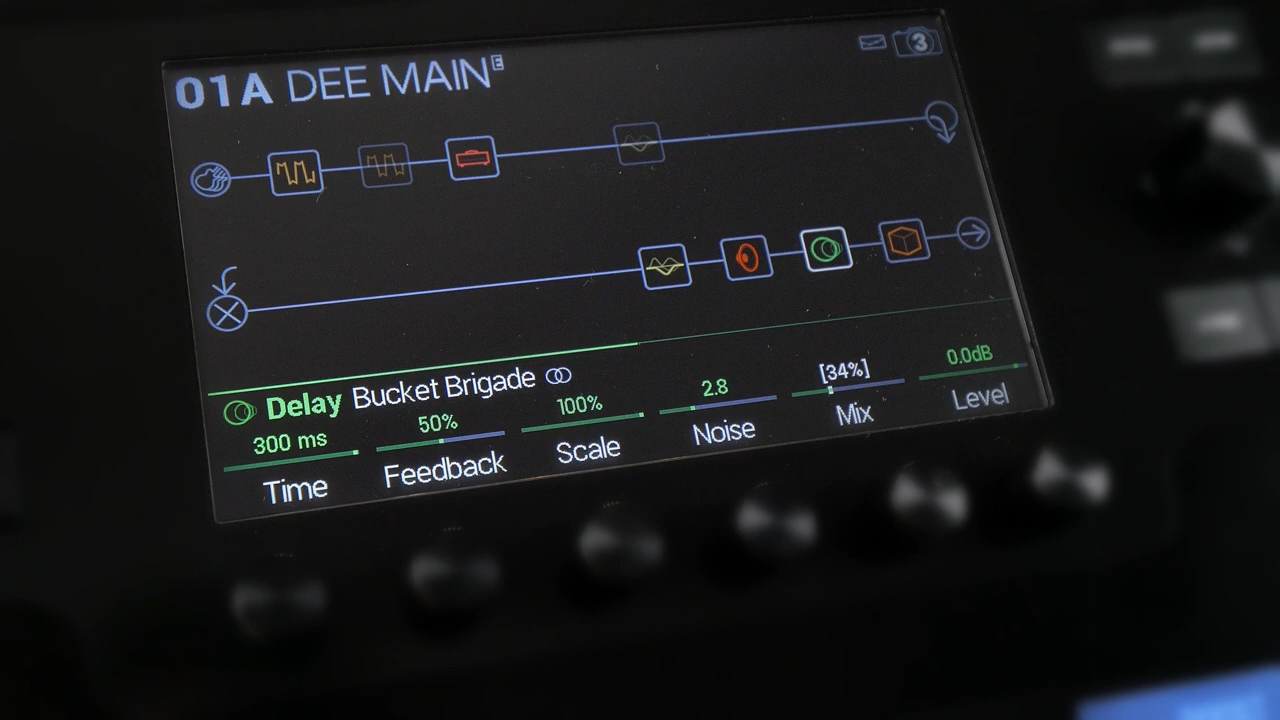 01A DEE MAIN E
3
Delay Bucket Brigade
300 ms 50% 100% 2.8 [34%] 0.0dB
Time Feedback Scale Noise Mix Level